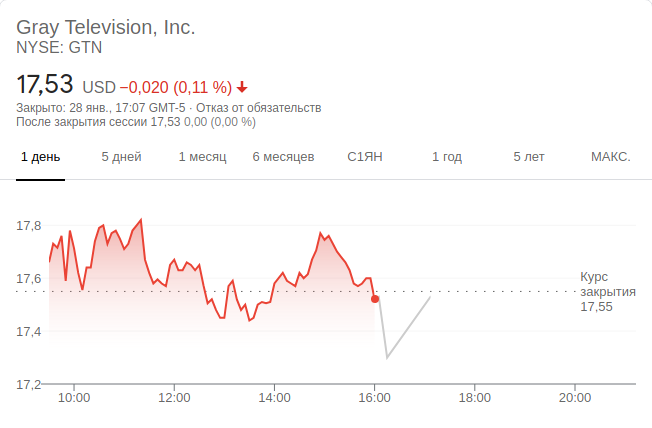 Gray Television, Inc.
NYSE: GTN
17,53 USD −0,020 (0,11 %)
Закрыто: 28 янв., 17:07 GMT-5 · Отказ от обязательств
После закрытия сессии 17,53 0,00 (0,00 %)
1 день 5 дней 1 месяц 6 месяцев С1ЯН 1 год 5 лет МАКС.
17,8
17,6
17,4
17,2
Курс
закрытия
17,55
10:00 12:00 14:00 16:00 18:00 20:00